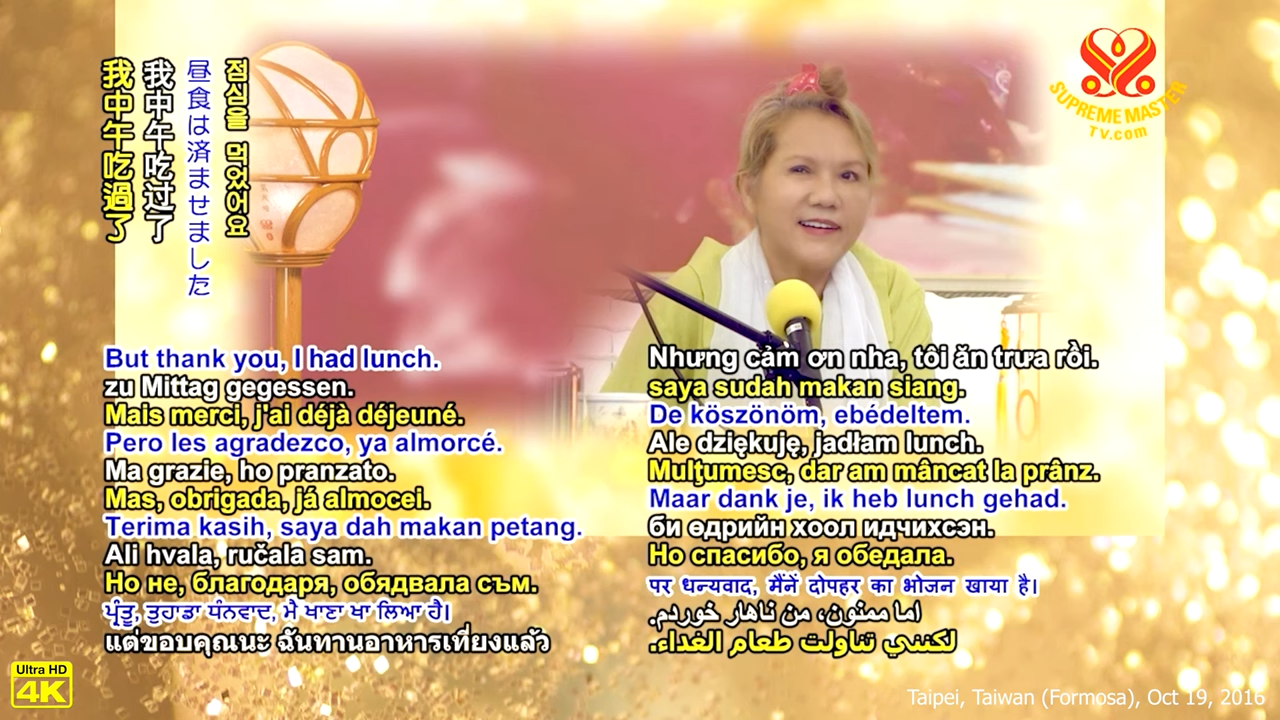 我中午吃過了
我中午吃过了
昼食は済ませました
점심을 먹었어요
SUPREME MASTER
TV.com
But thank you, I had lunch.
zu Mittag gegessen.
Mais merci, j'ai déjà déjeuné.
Pero les agradezco, ya almorcé.
Ma grazie, ho pranzato.
Mas, obrigada, já almocei.
Terima kasih, saya dah makan petang.
Ali hvala, ručala sam.
Но не, благодаря, обядвала съм.
ਪ੍ਰੰਤੂ, ਤੁਹਾਡਾ ਧੰਨਵਾਦ, ਮੈ ਖਾਣਾ ਖਾ ਲਿਆ ਹੈ।
แต่ขอบคุณนะ ฉันทานอาหารเที่ยงแล้ว
Nhưng cảm ơn nha, tôi ăn trưa rồi.
saya sudah makan siang.
De köszönöm, ebédeltem.
Ale dziękuję, jadłam lunch.
Mulţumesc, dar am mâncat la prânz.
Maar dank je, ik heb lunch gehad.
би өдрийн хоол идчихсэн.
Но спасибо, я обедала.
पर धन्यवाद, मैंनें दोपहर का भोजन खाया है।
اما ممنون، من ناهار خوردم.
لكنني تناولت طعام الغداء.
Ultra HD
4K
Taipei, Taiwan (Formosa), Oct 19, 2016